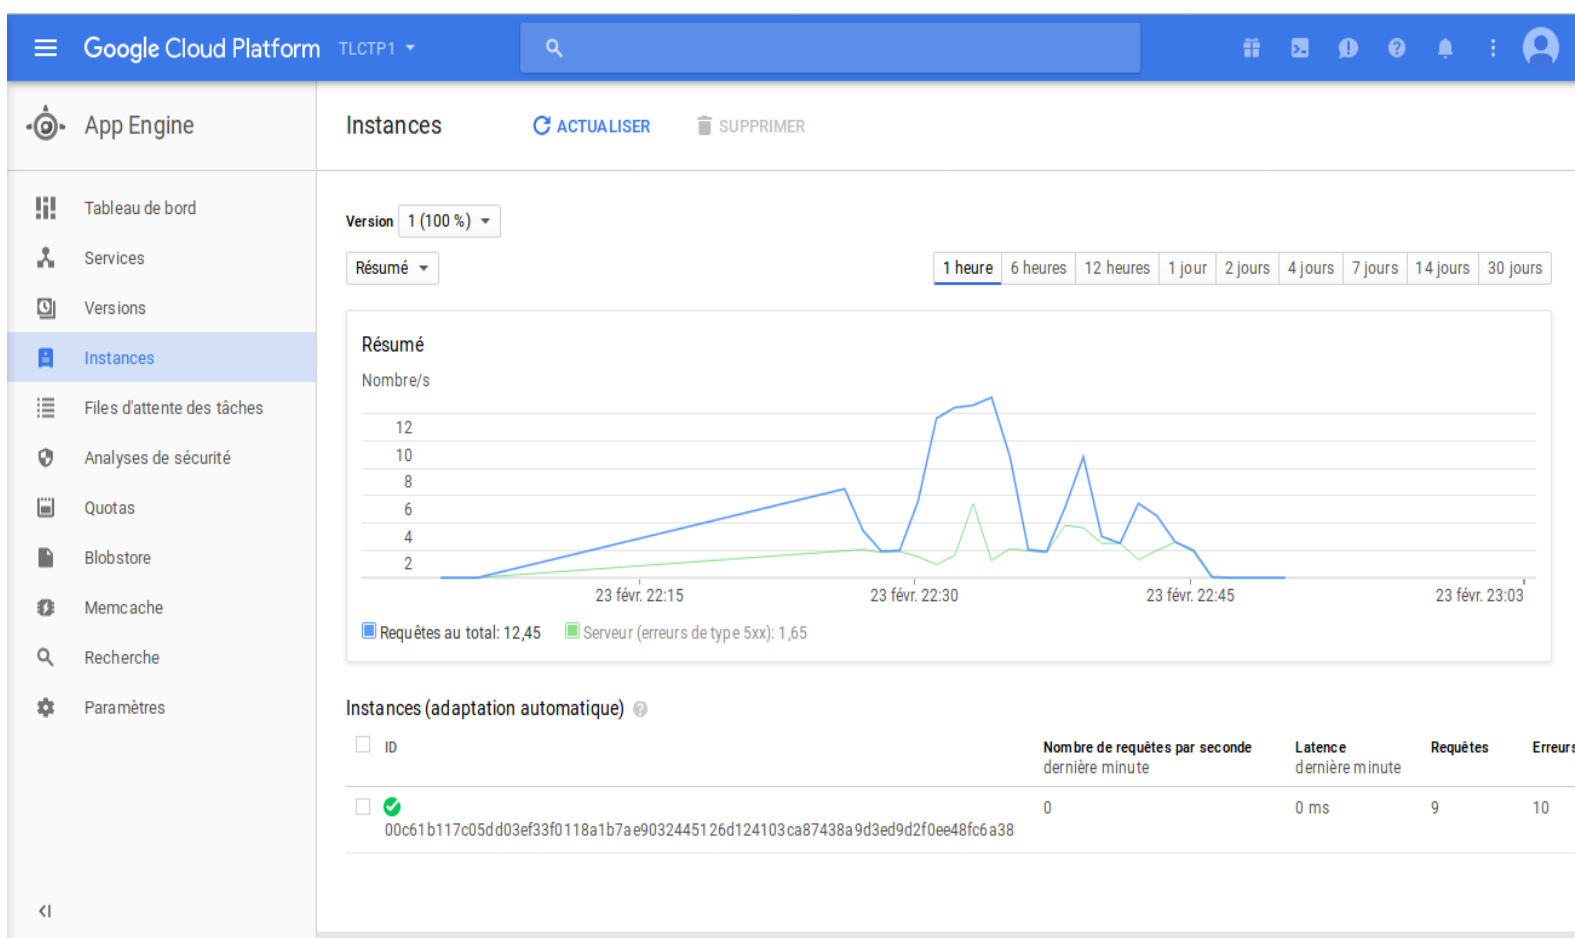 Google Cloud Platform TLCTP1
App Engine
Instances ACTUALISER SUPPRIMER
Tableau de bord
Services
Versions
Instances
Files d'attente des tâches
Analyses de sécurité
Quotas
Blobstore
Memcache
Recherche
Paramètres
Version 1 (100 %)
Résumé
1 heure 6 heures 12 heures 1 jour 2 jours 4 jours 7 jours 14 jours 30 jours
Résumé
Nombre/s
12
10
8
6
4
2
23 févr. 22:15 23 févr. 22:30 23 févr. 22:45 23 févr. 23:03
Requêtes au total: 12,45 Serveur (erreurs de type 5xx): 1,65
Instances (adaptation automatique)
ID Nombre de requêtes par seconde Latence Requêtes Erreurs
dernière minute dernière minute
0 0 ms 9 10
00c61b117c05dd03ef33f0118a1b7ae9032445126d124103ca87438a9d3ed9d2f0ee48fc6a38